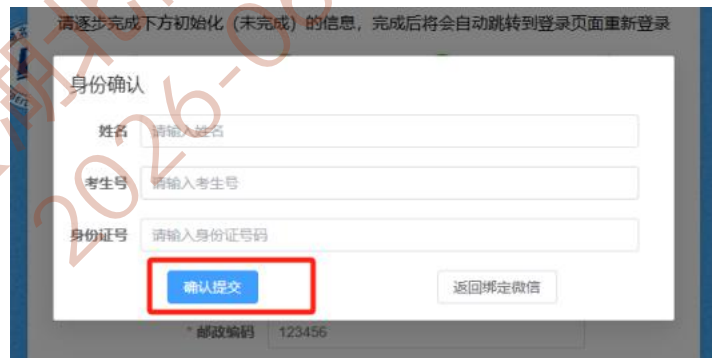 请逐步完成下方初始化（未完成）的信息，完成后将会自动跳转到登录页面重新登录
身份确认
姓名 请输入姓名
考生号 请输入考生号
身份证号 请输入身份证号码
确认提交 返回绑定微信
* 邮政编码 123456